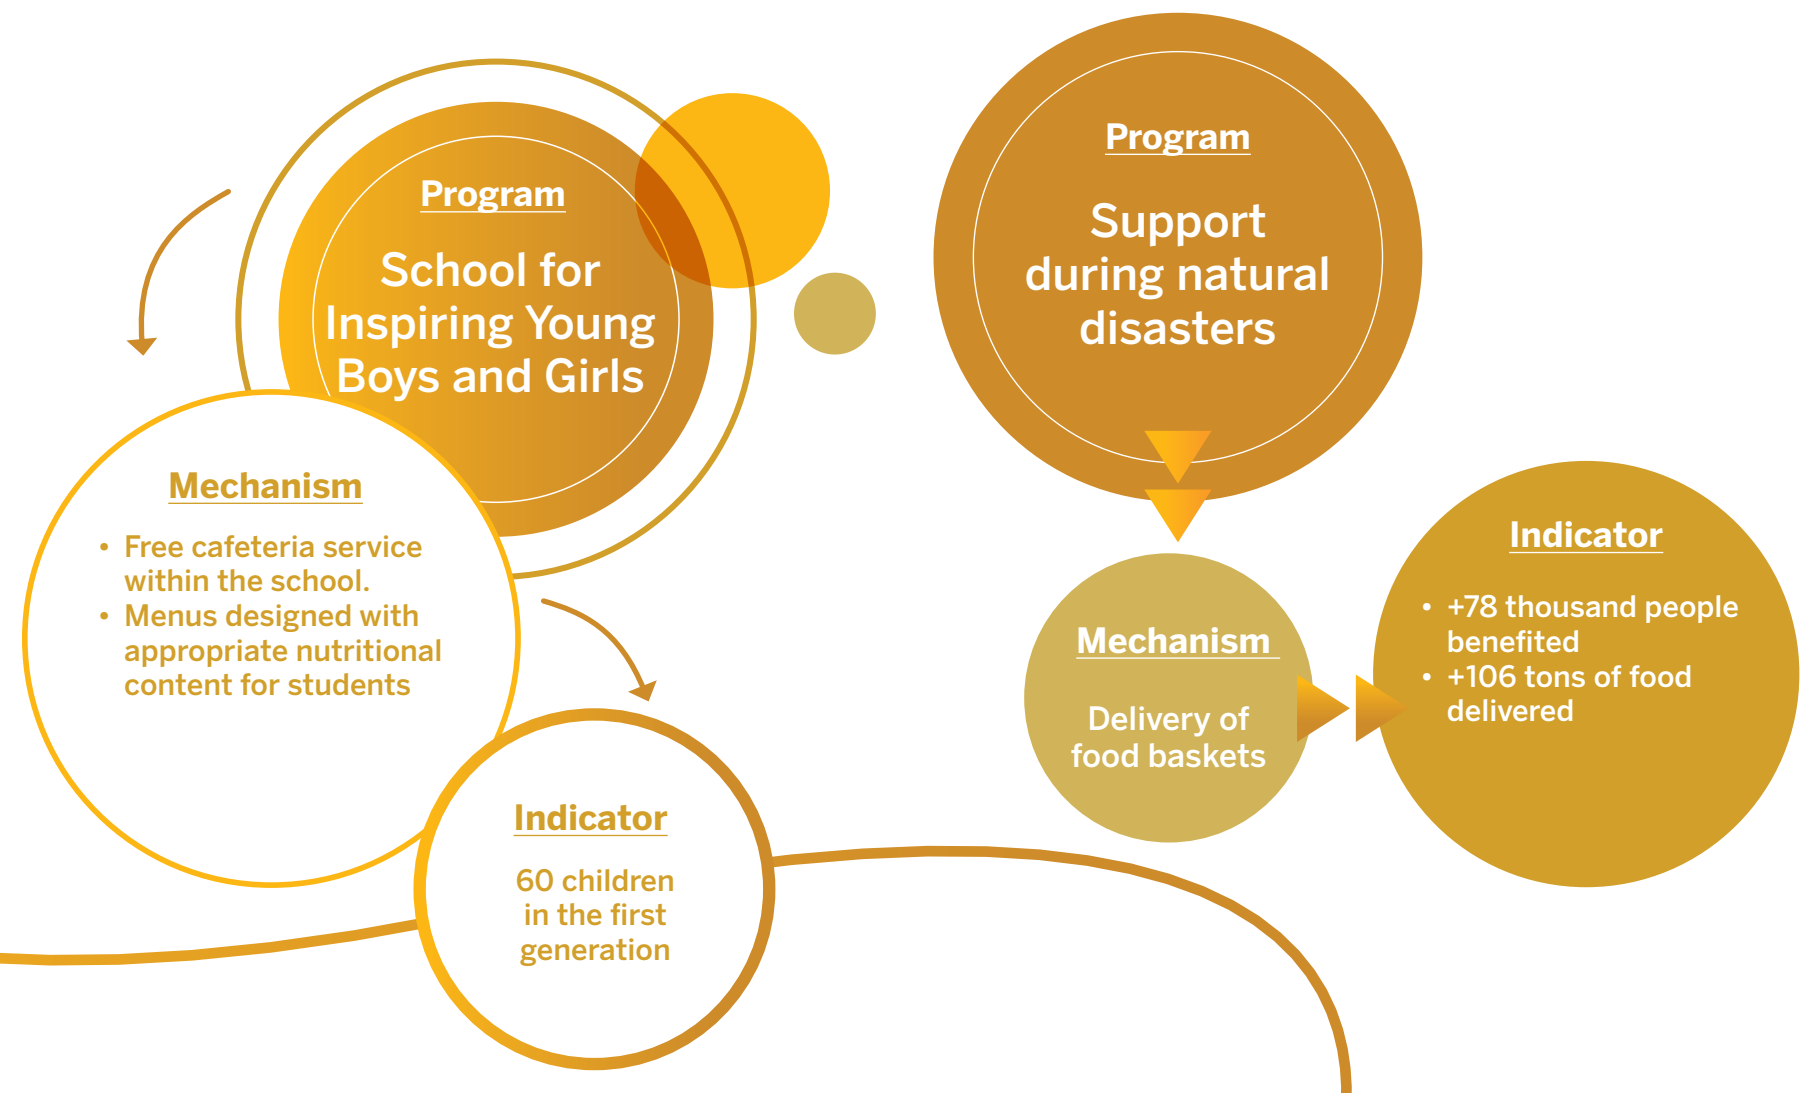 Program
School for
Inspiring Young
Boys and Girls
Mechanism
• Free cafeteria service
within the school.
• Menus designed with
appropriate nutritional
content for students
Indicator
60 children
in the first
generation
Program
Support
during natural
disasters
Mechanism
Delivery of
food baskets
Indicator
• +78 thousand people
benefited
• +106 tons of food
delivered